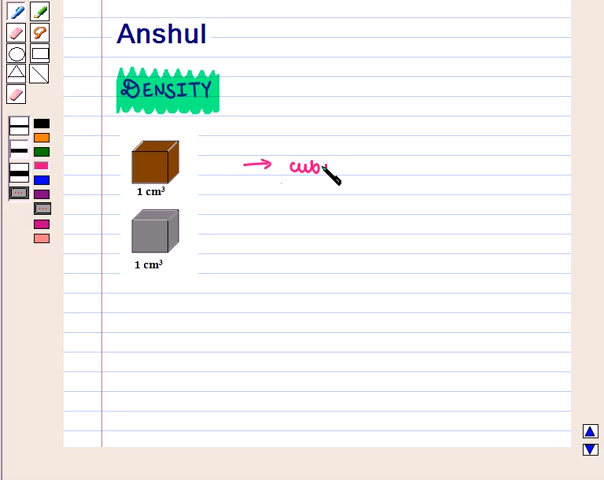 Anshul
DENSITY
→ cub
1 cm³
1 cm³